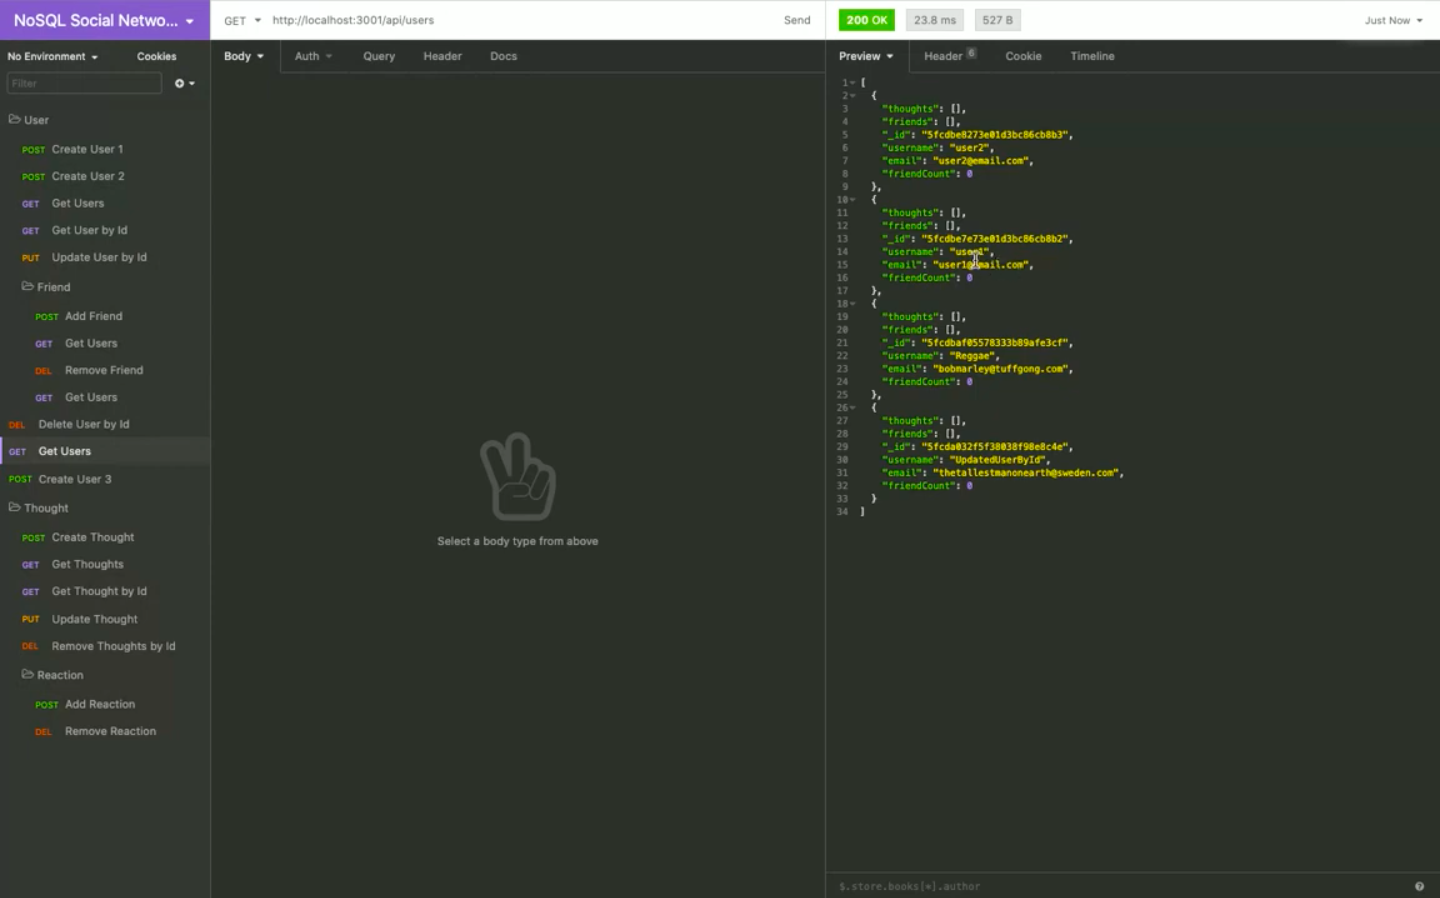 NoSQL Social Netwo...
GET http://localhost:3001/api/users Send
200 OK 23.8 ms 527 B Just Now
No Environment Cookies
Filter
User
POST Create User 1
POST Create User 2
GET Get Users
GET Get User by Id
PUT Update User by Id
Friend
POST Add Friend
GET Get Users
DEL Remove Friend
GET Get Users
DEL Delete User by Id
GET Get Users
POST Create User 3
Thought
POST Create Thought
GET Get Thoughts
GET Get Thought by Id
PUT Update Thought
DEL Remove Thoughts by Id
Reaction
POST Add Reaction
DEL Remove Reaction
Body Auth Query Header Docs
Select a body type from above
Preview Header 6 Cookie Timeline
1 [
2 {
3 "thoughts": [],
4 "friends": [],
5 "_id": "5fcdbe8273e01d3bc86cb8b3",
6 "username": "user2",
7 "email": "user2@email.com",
8 "friendCount": 0
9 },
10 {
11 "thoughts": [],
12 "friends": [],
13 "_id": "5fcdbe7e73e01d3bc86cb8b2",
14 "username": "user1",
15 "email": "user1@email.com",
16 "friendCount": 0
17 },
18 {
19 "thoughts": [],
20 "friends": [],
21 "_id": "5fcdbaf05578333b89afe3cf",
22 "username": "Reggae",
23 "email": "bobmarley@tuffgong.com",
24 "friendCount": 0
25 },
26 {
27 "thoughts": [],
28 "friends": [],
29 "_id": "5fcda032f5f38038f98e8c4e",
30 "username": "UpdatedUserById",
31 "email": "thetallestmanonearth@sweden.com",
32 "friendCount": 0
33 }
34 ]
$.store.books[*].author